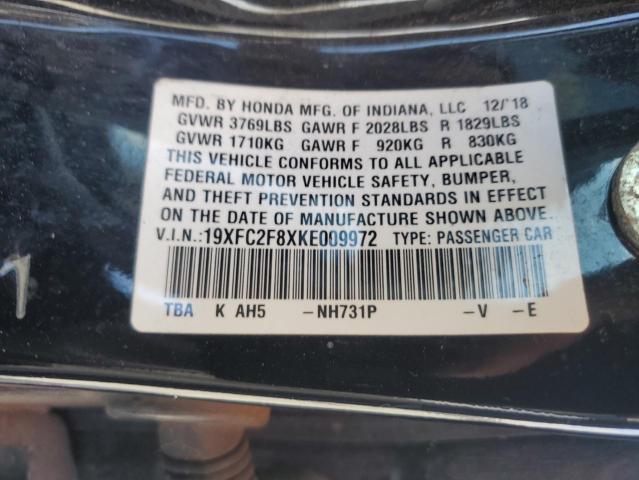 MFD. BY HONDA MFG. OF INDIANA, LLC 12/'18
GVWR 3769LBS GAWR F 2028LBS R 1829LBS
GVWR 1710KG GAWR F 920KG R 830KG
THIS VEHICLE CONFORMS TO ALL APPLICABLE
FEDERAL MOTOR VEHICLE SAFETY, BUMPER,
AND THEFT PREVENTION STANDARDS IN EFFECT
ON THE DATE OF MANUFACTURE SHOWN ABOVE.
V.I.N.:19XFC2F8XKE009972 TYPE: PASSENGER CAR
TBA K AH5 -NH731P -V -E